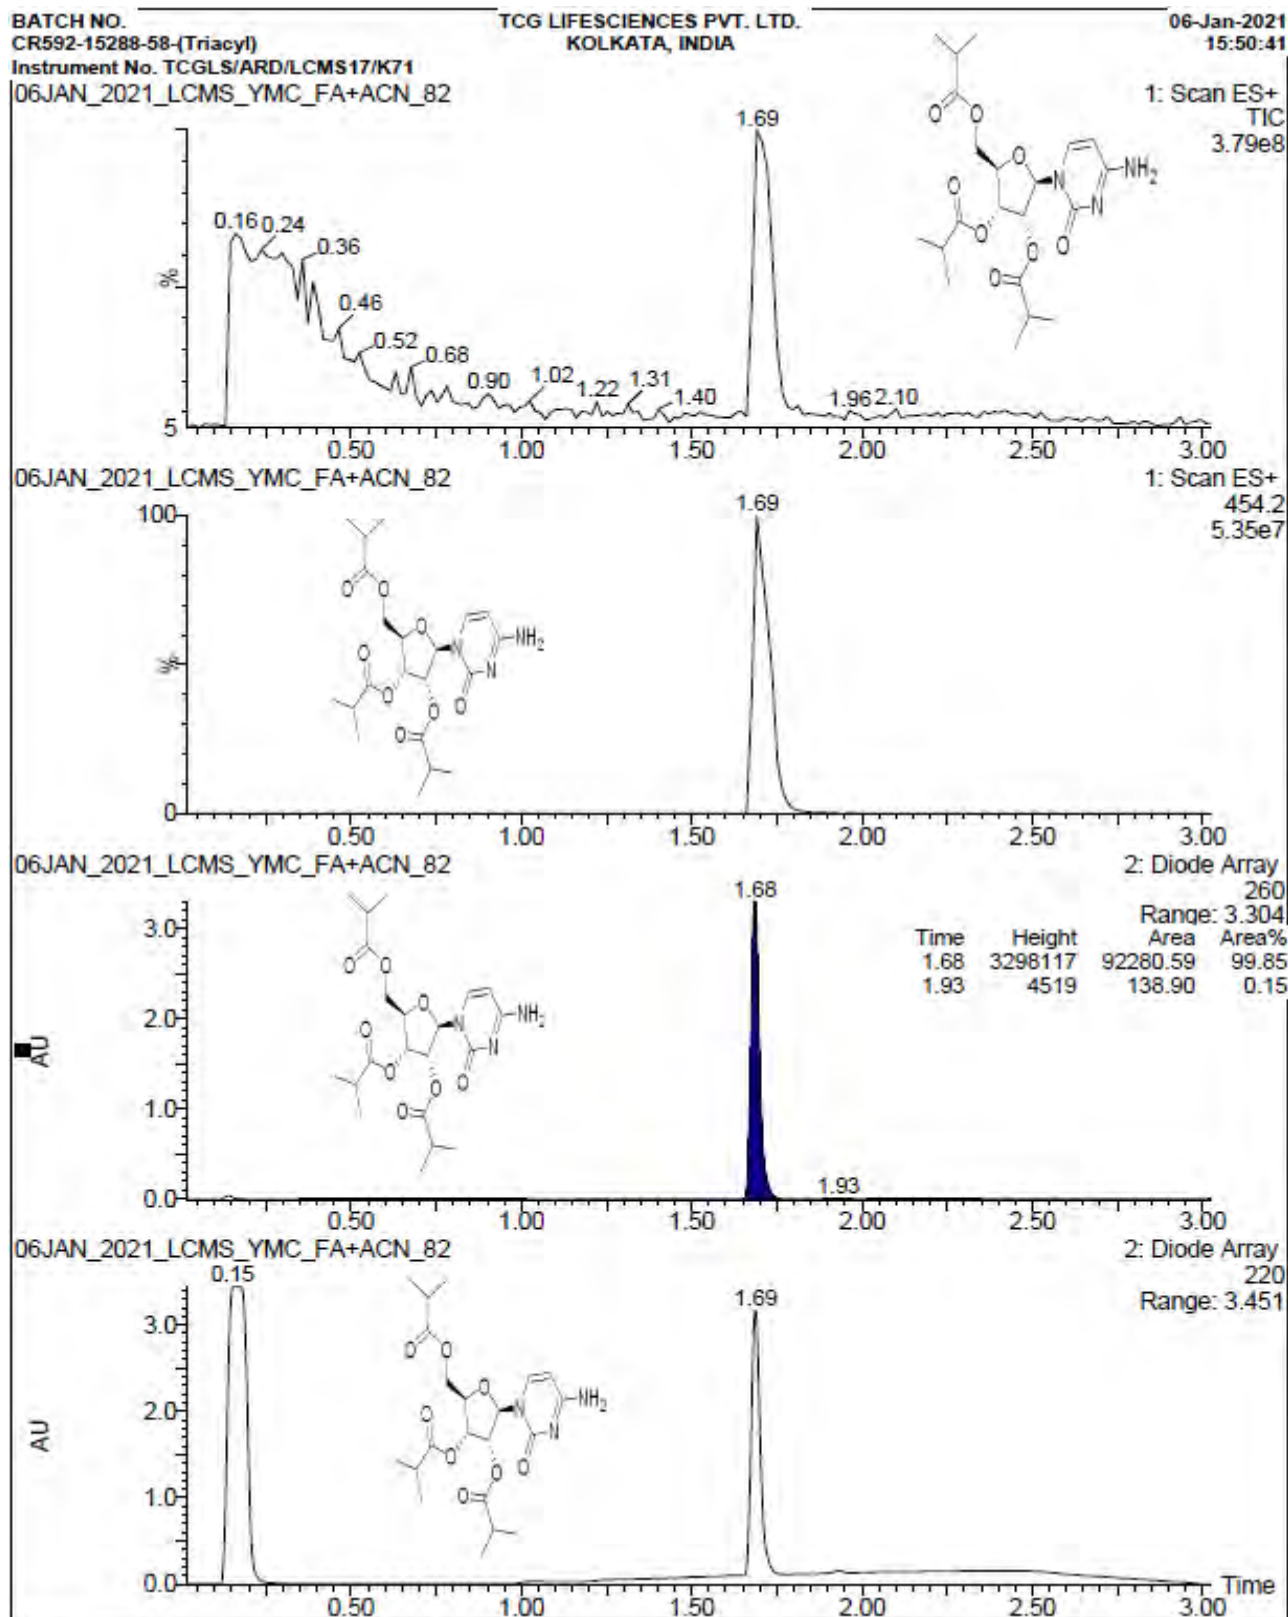 BATCH NO. TCG LIFESCIENCES PVT. LTD. 06-Jan-2021
CR592-15288-58-(Triacyl) KOLKATA, INDIA 15:50:41
Instrument No. TCGLS/ARD/LCMS17/K71
06JAN_2021_LCMS_YMC_FA+ACN_82 1: Scan ES+
TIC
3.79e8
1.69
0.16 0.24
0.36
0.46
0.52
0.68
0.90
1.02
1.22
1.31
1.40
1.96 2.10
%
5
O O O N NH2
O O O N
O O
0.50 1.00 1.50 2.00 2.50 3.00
06JAN_2021_LCMS_YMC_FA+ACN_82 1: Scan ES+
454.2
5.35e7
1.69
100
%
0
O O O N NH2
O O O N
O O
0.50 1.00 1.50 2.00 2.50 3.00
06JAN_2021_LCMS_YMC_FA+ACN_82 2: Diode Array
260
Range: 3.304
1.68
Time Height Area Area%
1.68 3298117 92280.59 99.85
1.93 4519 138.90 0.15
3.0
2.0
1.0
0.0
AU
O O O N NH2
O O O N
O O
1.93
0.50 1.00 1.50 2.00 2.50 3.00
06JAN_2021_LCMS_YMC_FA+ACN_82 2: Diode Array
220
Range: 3.451
0.15
1.69
3.0
2.0
1.0
0.0
AU
O O O N NH2
O O O N
O O
Time
0.50 1.00 1.50 2.00 2.50 3.00